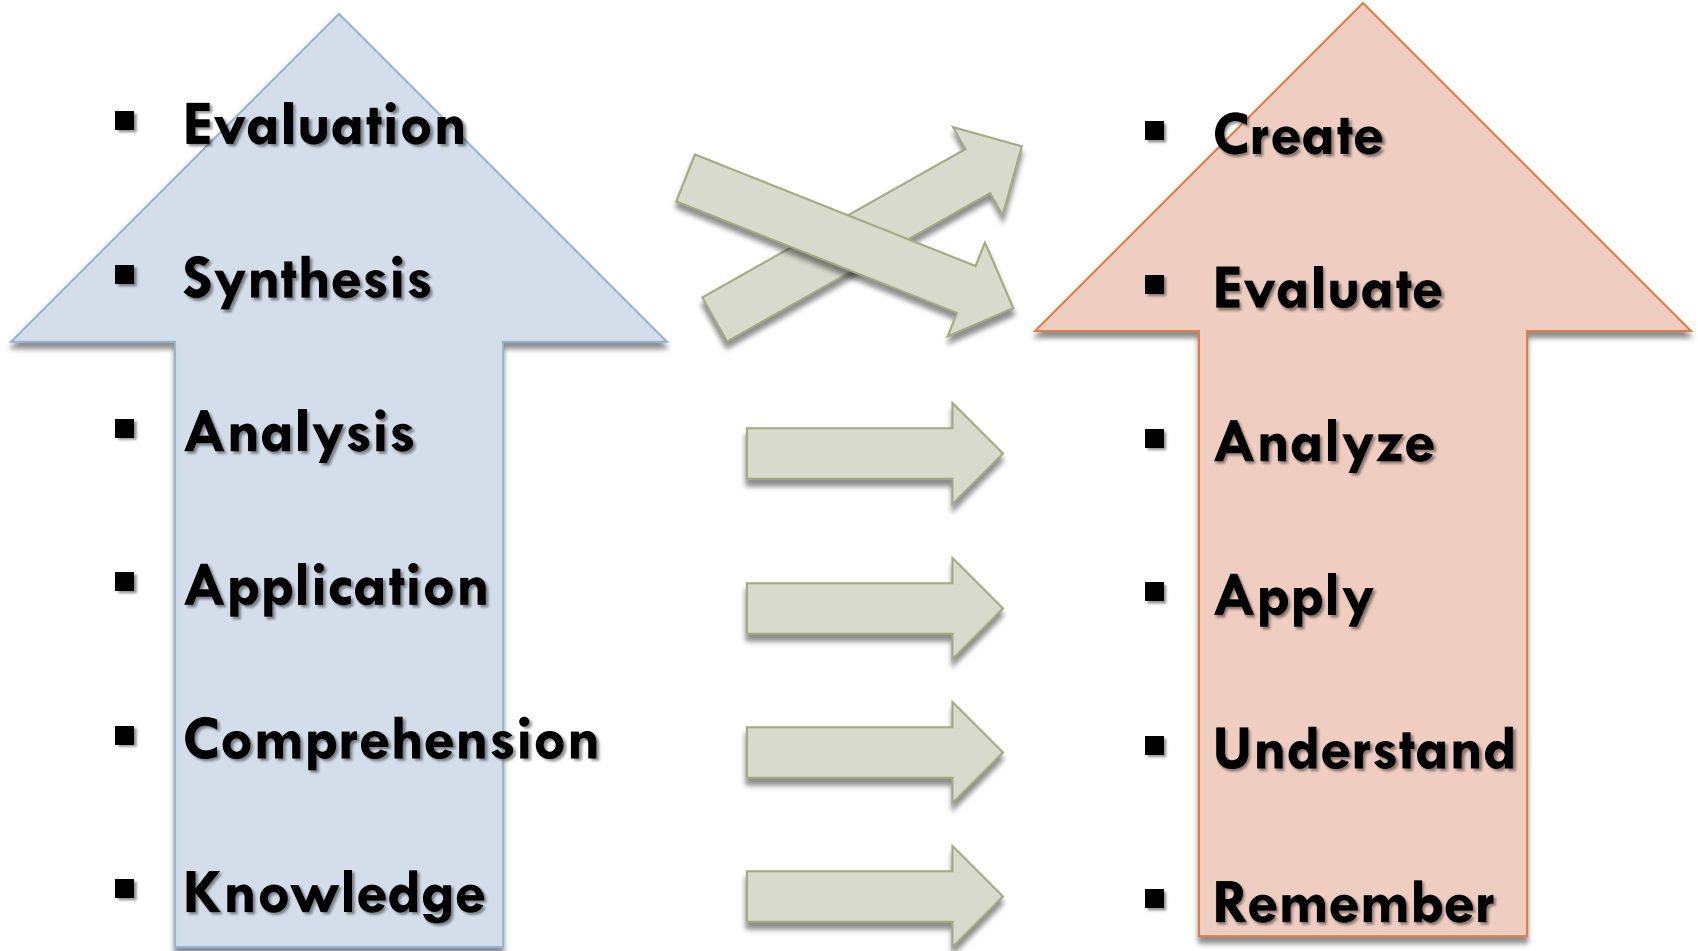 ▪ Evaluation
▪ Synthesis
▪ Analysis
▪ Application
▪ Comprehension
▪ Knowledge
▪ Create
▪ Evaluate
▪ Analyze
▪ Apply
▪ Understand
▪ Remember